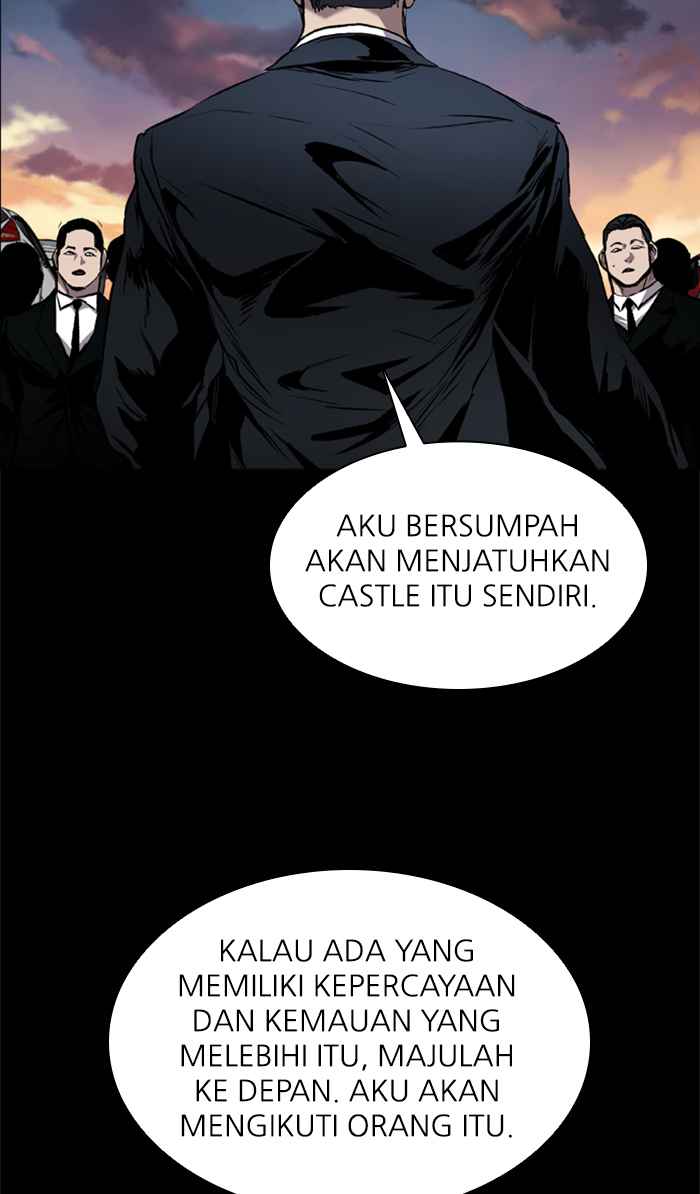 AKU BERSUMPAH
AKAN MENJATUHKAN
CASTLE ITU SENDIRI.
KALAU ADA YANG
MEMILIKI KEPERCAYAAN
DAN KEMAUAN YANG
MELEBIHI ITU, MAJULAH
KE DEPAN. AKU AKAN
MENGIKUTI ORANG ITU.